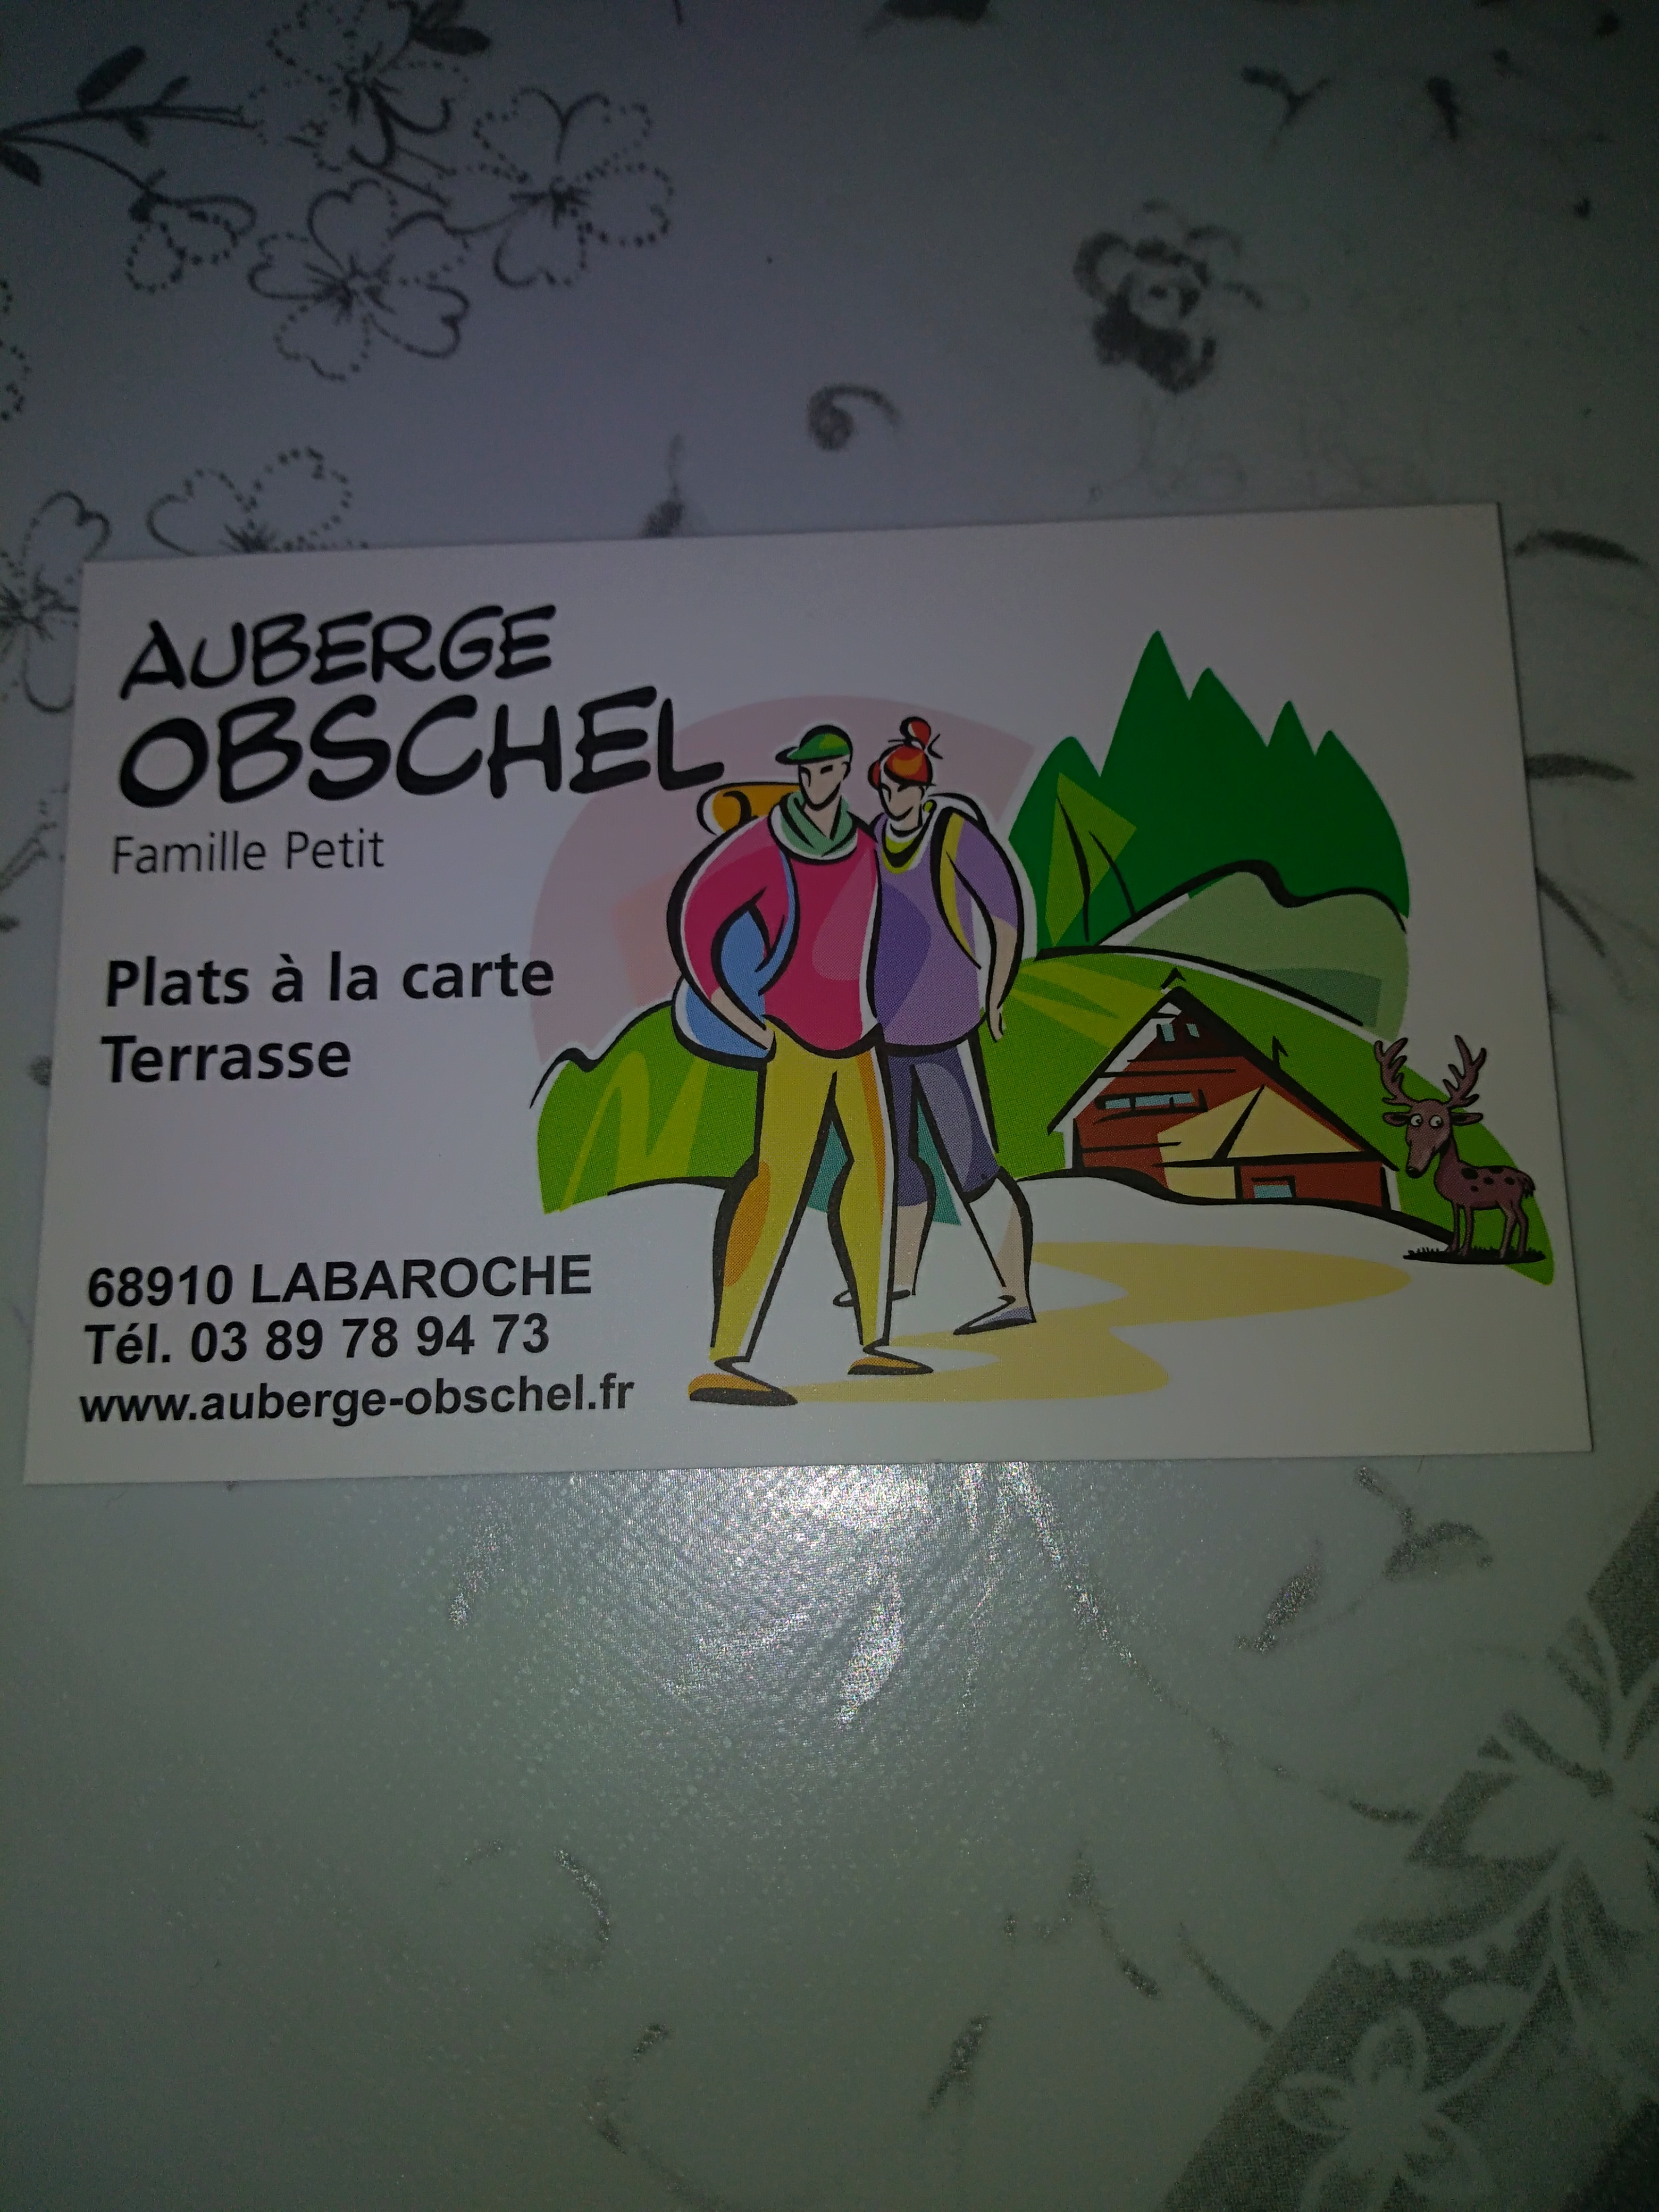 AUBERGE
OBSCHEL
Famille Petit
Plats à la carte
Terrasse
68910 LABAROCHE
Tél. 03 89 78 94 73
www.auberge-obschel.fr